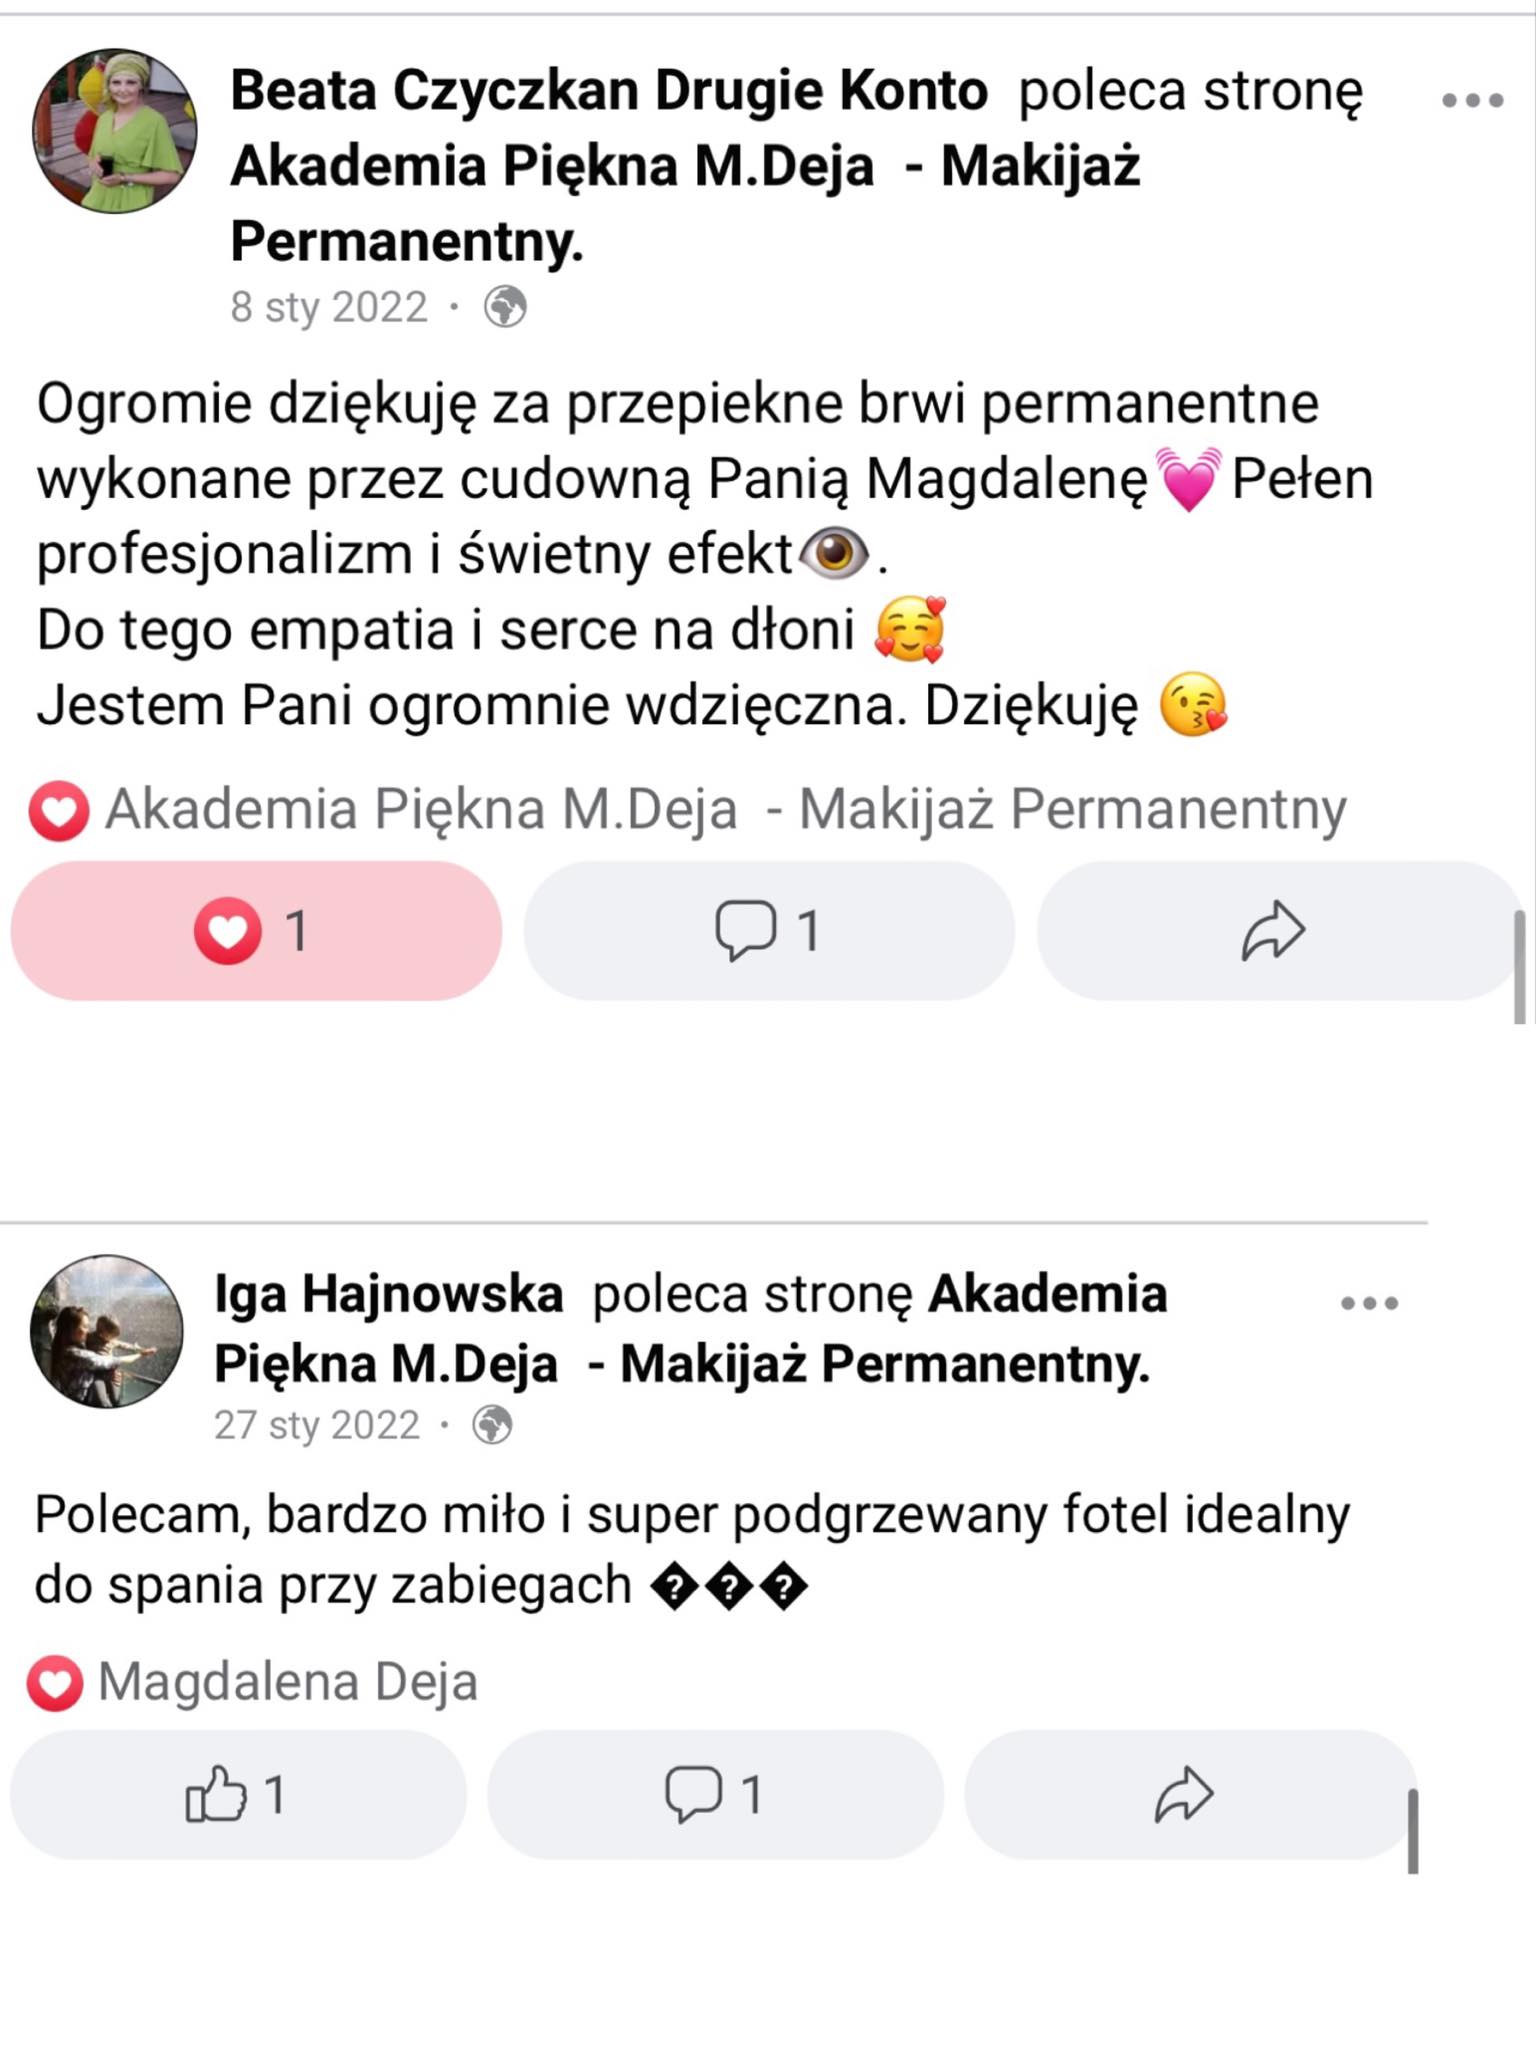 Beata Czyczkan Drugie Konto poleca stronę
Akademia Piękna M.Deja - Makijaż
Permanentny.
8 sty 2022 ·
Ogromie dziękuję za przepiekne brwi permanentne
wykonane przez cudowną Panią Magdalenę💓Pełen
profesjonalizm i świetny efekt👁.
Do tego empatia i serce na dłoni 🥰
Jestem Pani ogromnie wdzięczna. Dziękuję 😘
Akademia Piękna M.Deja - Makijaż Permanentny
1 1
Iga Hajnowska poleca stronę Akademia
Piękna M.Deja - Makijaż Permanentny.
27 sty 2022 ·
Polecam, bardzo miło i super podgrzewany fotel idealny
do spania przy zabiegach ���
Magdalena Deja
1 1